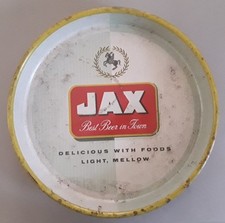 JAX
Best Beer in Town
DELICIOUS WITH FOODS
LIGHT, MELLOW